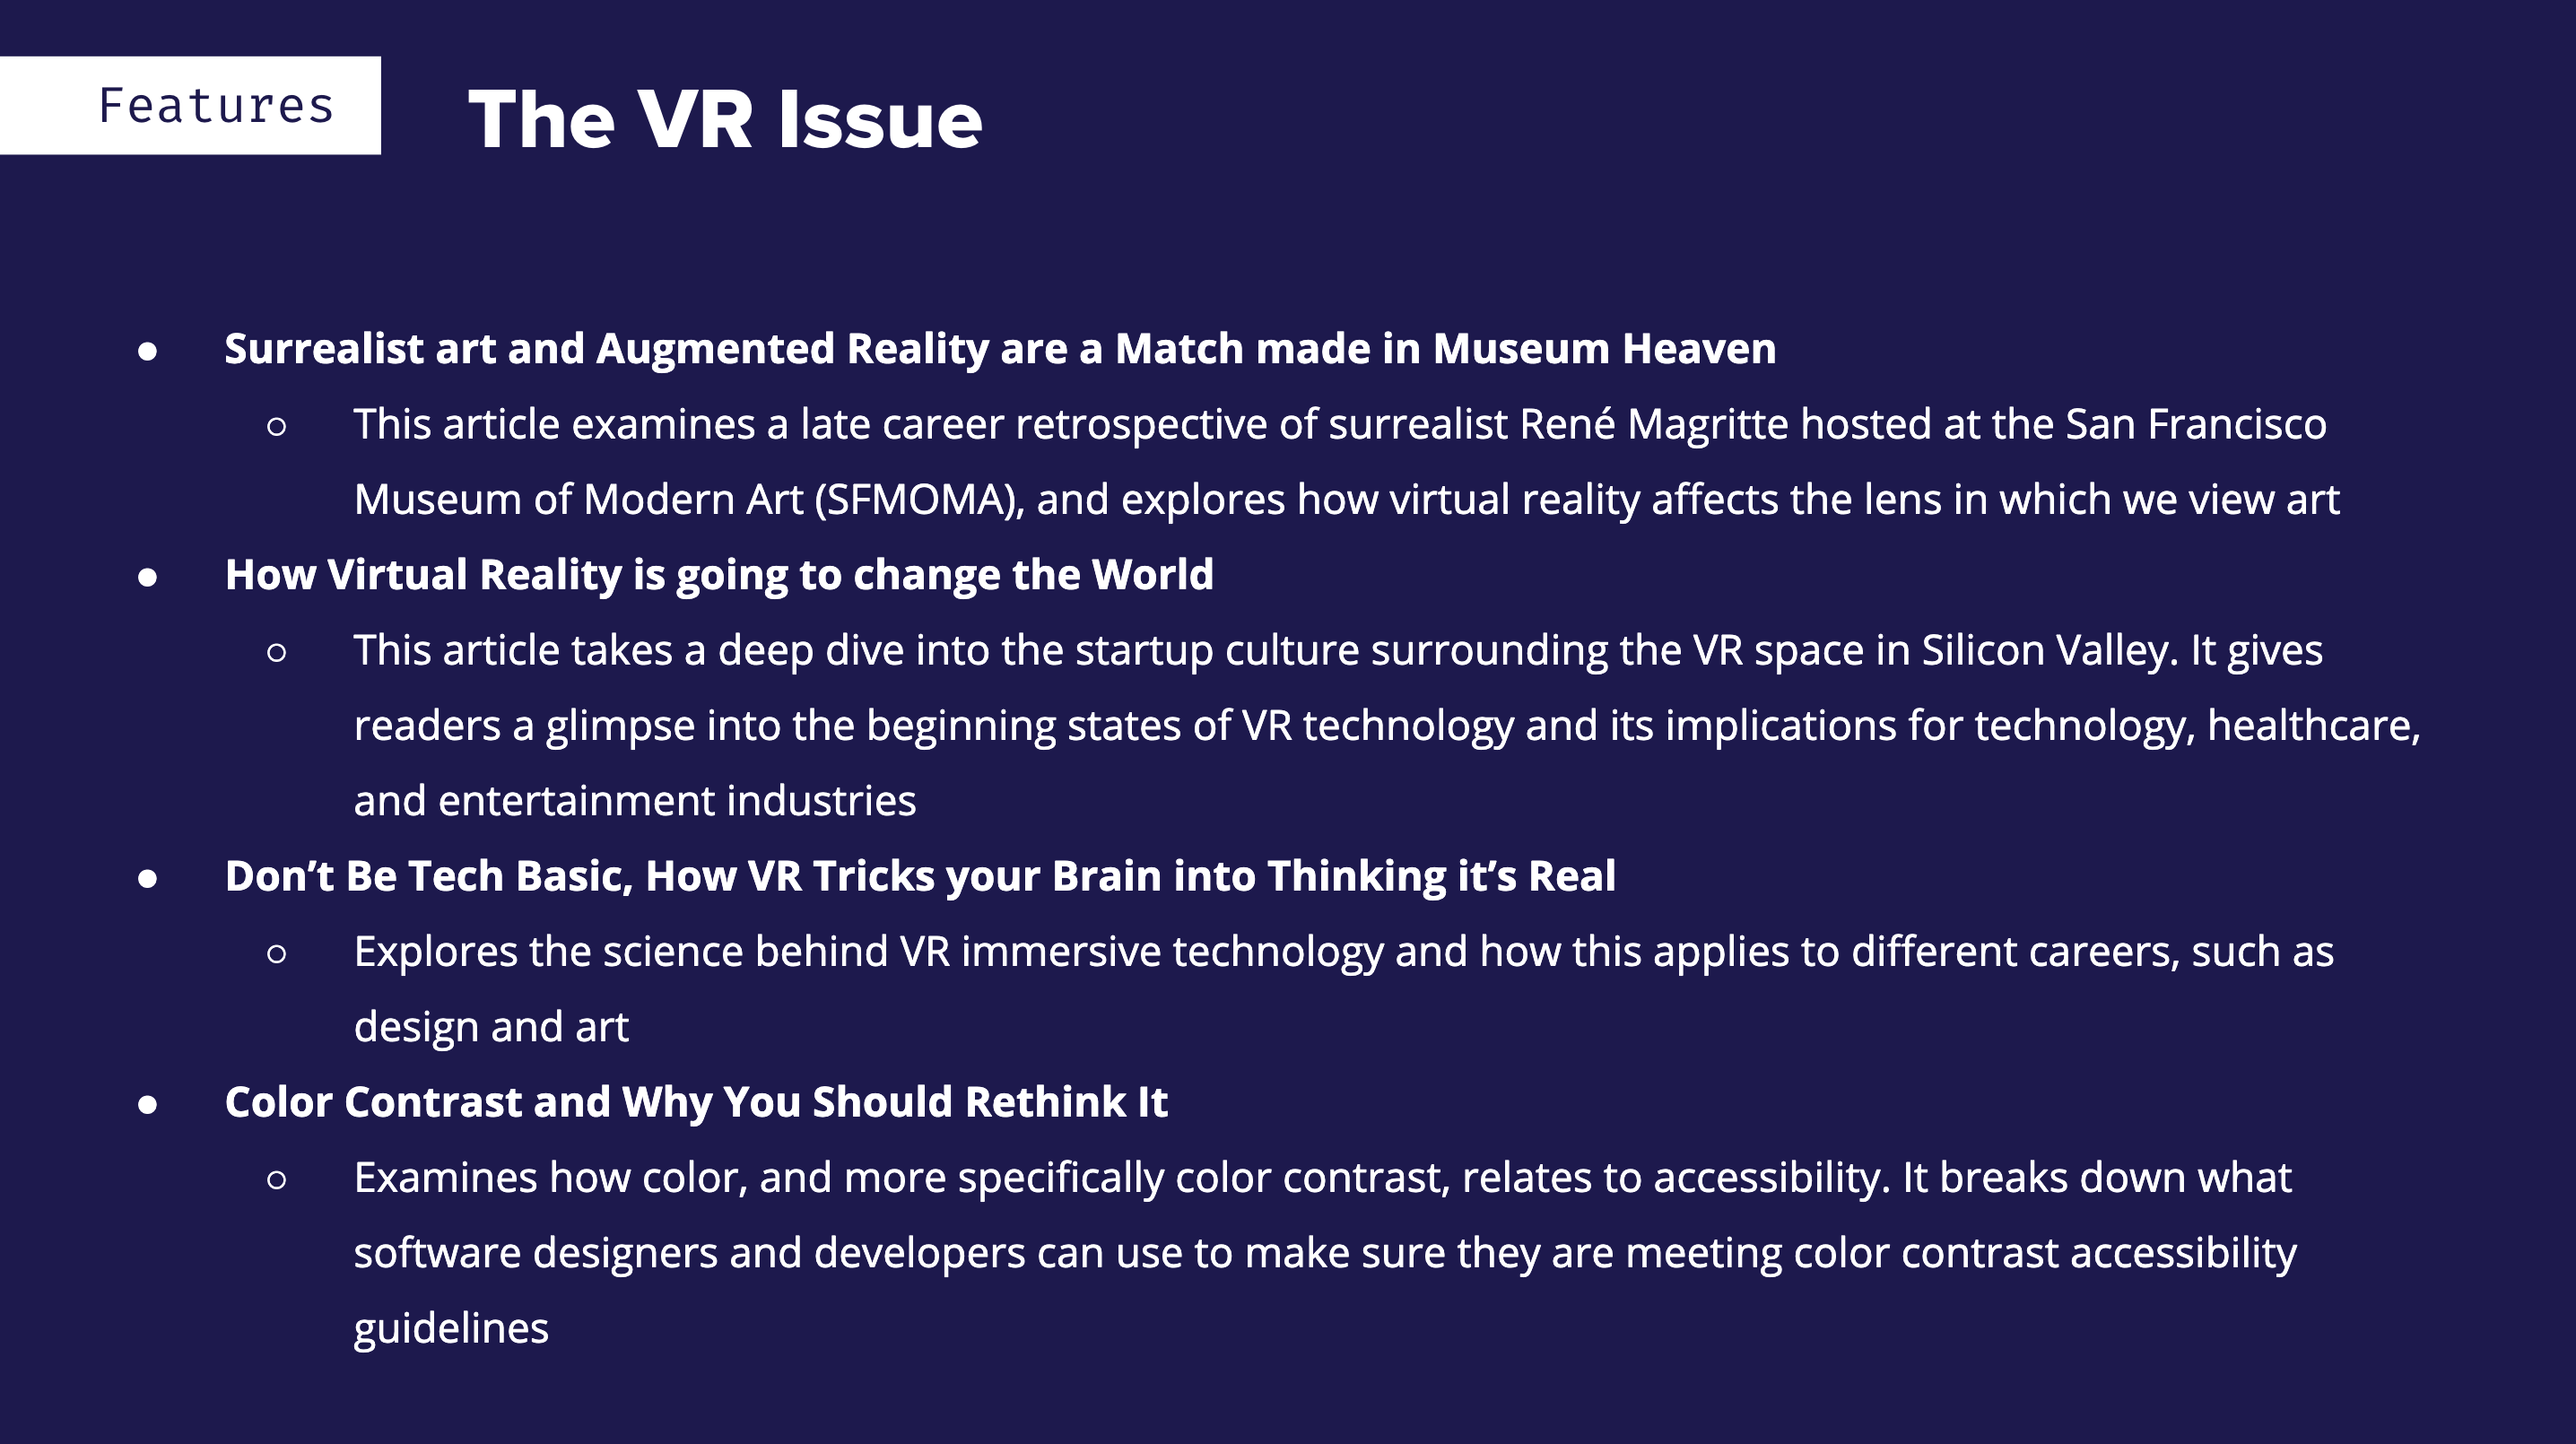 Features
The VR Issue
● Surrealist art and Augmented Reality are a Match made in Museum Heaven
○ This article examines a late career retrospective of surrealist René Magritte hosted at the San Francisco
Museum of Modern Art (SFMOMA), and explores how virtual reality affects the lens in which we view art
● How Virtual Reality is going to change the World
○ This article takes a deep dive into the startup culture surrounding the VR space in Silicon Valley. It gives
readers a glimpse into the beginning states of VR technology and its implications for technology, healthcare,
and entertainment industries
● Don’t Be Tech Basic, How VR Tricks your Brain into Thinking it’s Real
○ Explores the science behind VR immersive technology and how this applies to different careers, such as
design and art
● Color Contrast and Why You Should Rethink It
○ Examines how color, and more specifically color contrast, relates to accessibility. It breaks down what
software designers and developers can use to make sure they are meeting color contrast accessibility
guidelines